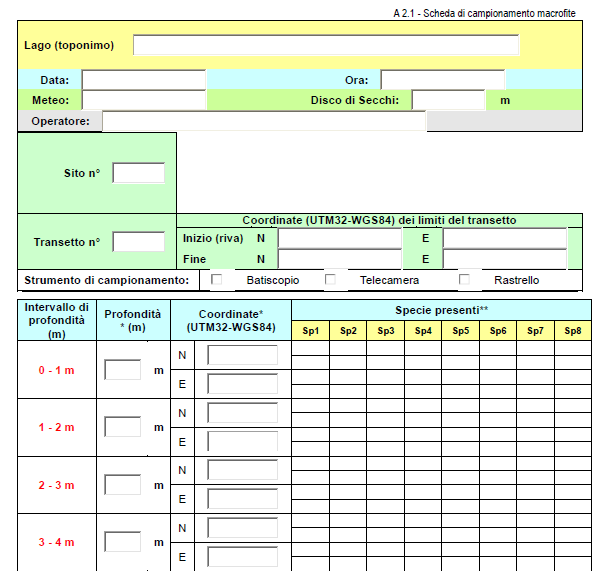 A 2.1 - Scheda di campionamento macrofite
Lago (toponimo)
Data: Ora:
Meteo: Disco di Secchi: m
Operatore:
Sito n°
Coordinate (UTM32-WGS84) dei limiti del transetto
Transetto n° Inizio (riva) N E
Fine N E
Strumento di campionamento: Batiscopio Telecamera Rastrello
Intervallo di profondità (m) Profondità * (m) Coordinate* (UTM32-WGS84) Specie presenti**
Sp1 Sp2 Sp3 Sp4 Sp5 Sp6 Sp7 Sp8
0 - 1 m m N
E
1 - 2 m m N
E
2 - 3 m m N
E
3 - 4 m m N
E